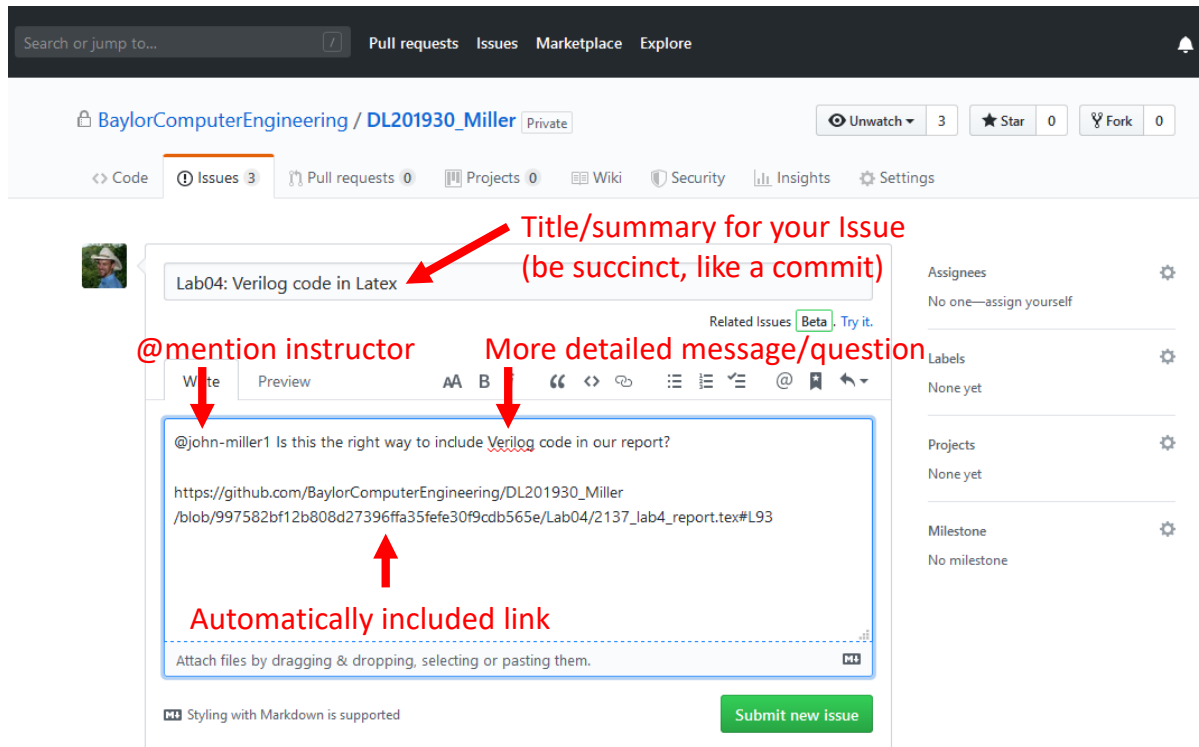 Search or jump to... / Pull requests Issues Marketplace Explore
BaylorComputerEngineering / DL201930_Miller Private Unwatch 3 Star 0 Fork 0
<> Code Issues 3 Pull requests 0 Projects 0 Wiki Security Insights Settings
Title/summary for your Issue
(be succinct, like a commit)
Lab04: Verilog code in Latex
Related Issues Beta. Try it.
@mention instructor More detailed message/question
Write Preview AA B i “ <> @
@john-miller1 Is this the right way to include Verilog code in our report?
https://github.com/BaylorComputerEngineering/DL201930_Miller
/blob/997582bf12b808d27396ffa35fefe30f9cdb565e/Lab04/2137_lab4_report.tex#L93
Automatically included link
Attach files by dragging & dropping, selecting or pasting them.
Styling with Markdown is supported Submit new issue
Assignees
No one—assign yourself
Labels
None yet
Projects
None yet
Milestone
No milestone